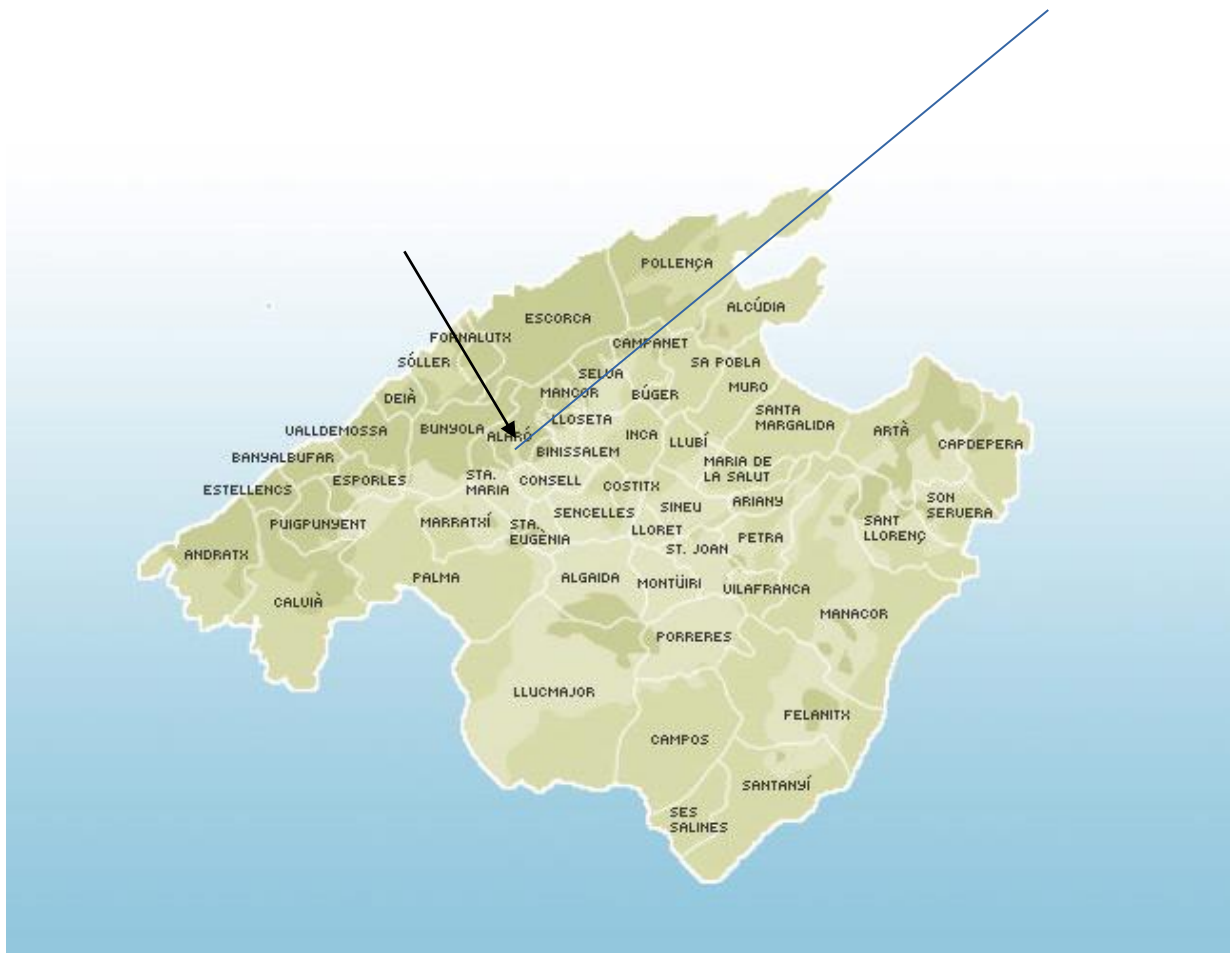 POLLENÇA
ALCÚDIA
ESCORCA
FORNALUTX
CAMPANET
SÓLLER
SA POBLA
SELVA
MANCOR
BÚGER
MURO
DEIÀ
LLOSETA
SANTA
MARGALIDA
VALLDEMOSSA
BUNYOLA
ALARÓ
INCA
LLUBÍ
ARTÀ
CAPDEPERA
BANYALBUFAR
BINISSALEM
MARIA DE
LA SALUT
ESTELLENCS
ESPORLES
STA.
MARIA
CONSELL
COSTITX
ARIANY
SON
SERVERA
PUIGPUNYENT
MARRATXÍ
STA.
EUGÈNIA
SENCELLES
SINEU
SANT
LLORENÇ
LLORET
PETRA
ST. JOAN
ANDRATX
PALMA
ALGAIDA
MONTÜIRI
VILAFRANCA
CALVIÀ
MANACOR
PORRERES
LLUCMAJOR
FELANITX
CAMPOS
SANTANYÍ
SES
SALINES